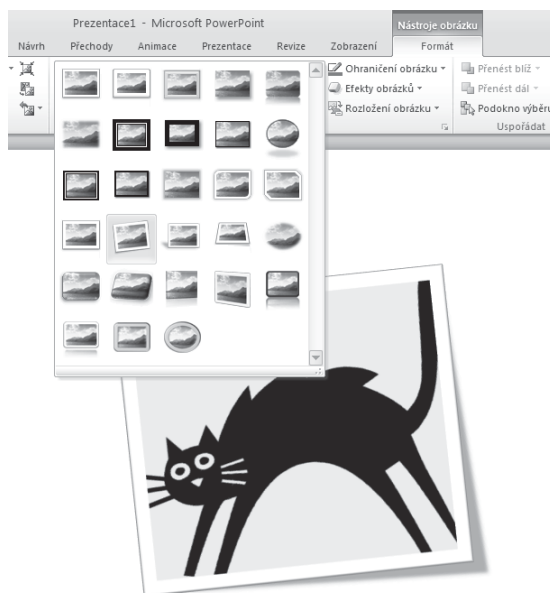 Prezentace1 - Microsoft PowerPoint
Nástroje obrázku
Návrh Přechody Animace Prezentace Revize Zobrazení Formát
Ohraničení obrázku
Efekty obrázků
Rozložení obrázku
Přenést blíž
Přenést dál
Podokno výběru
Uspořádat